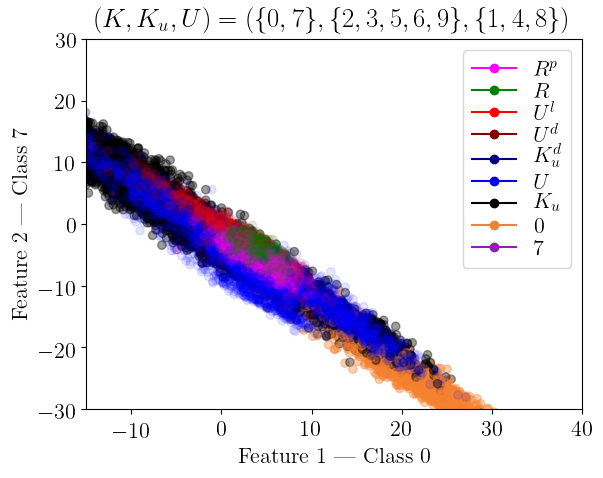 (K, K_u, U) = ({0, 7}, {2, 3, 5, 6, 9}, {1, 4, 8})
30
20
10
0
−10
−20
−30
Feature 2 — Class 7
R^p
R
U^l
U^d
K_u^d
U
K_u
0
7
−10
0
10
20
30
40
Feature 1 — Class 0